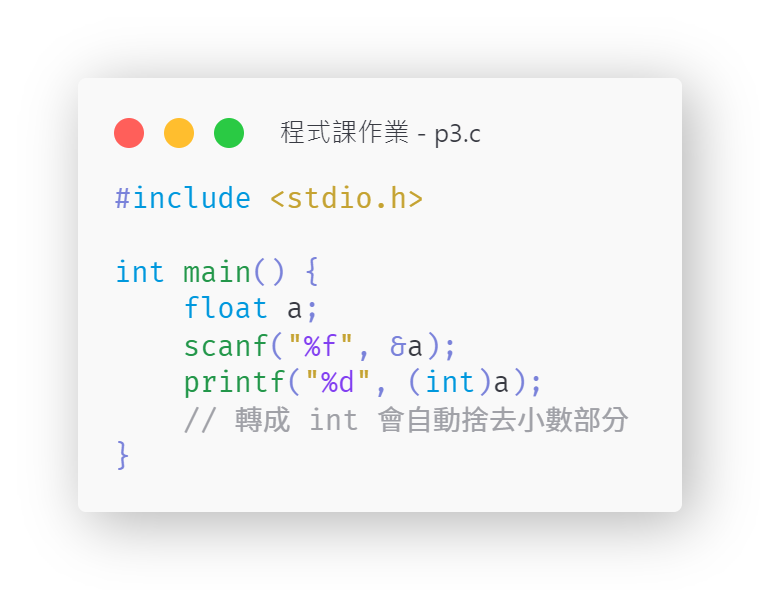 程式課作業 - p3.c
#include <stdio.h>
int main() {
    float a;
    scanf("%f", &a);
    printf("%d", (int)a);
    // 轉成 int 會自動捨去小數部分
}